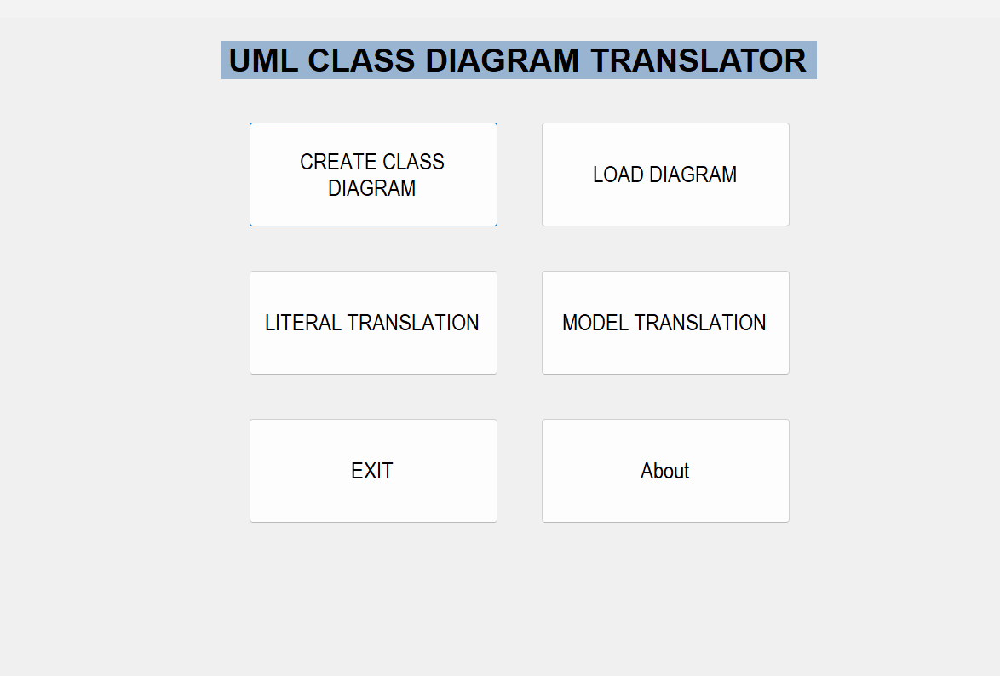 UML CLASS DIAGRAM TRANSLATOR
CREATE CLASS
DIAGRAM
LOAD DIAGRAM
LITERAL TRANSLATION
MODEL TRANSLATION
EXIT
About